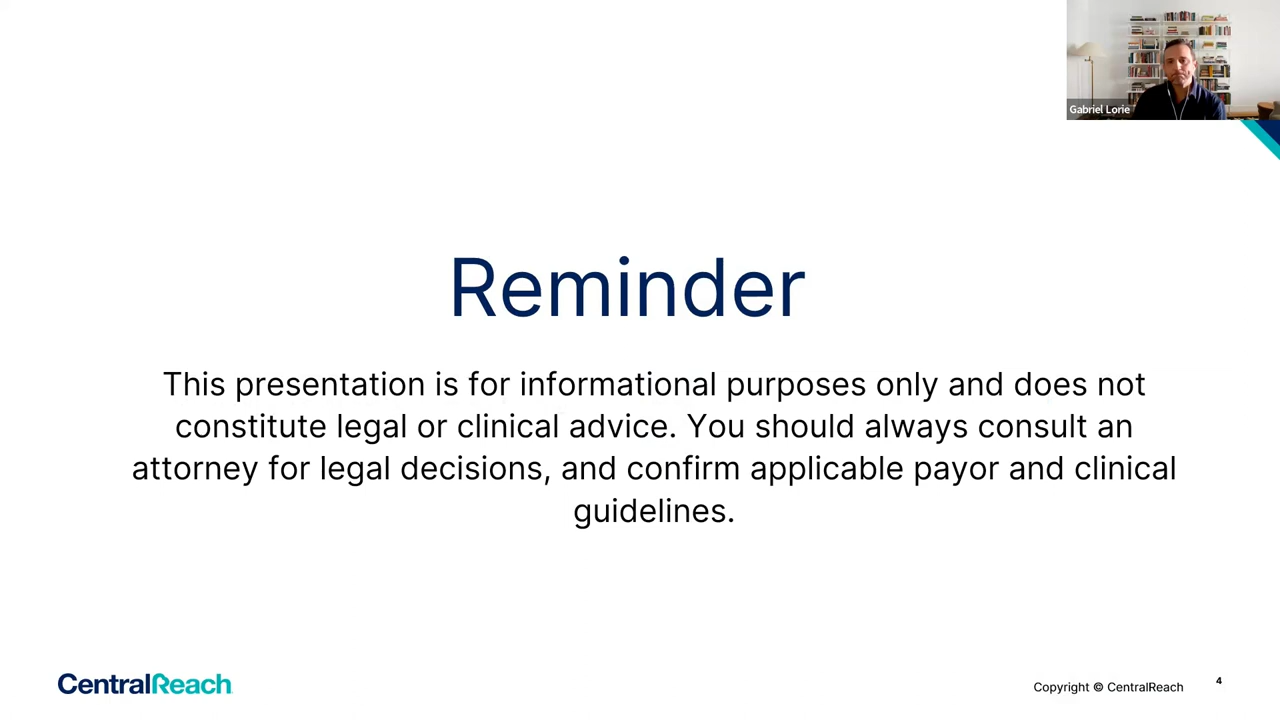 Gabriel Lorie
Reminder
This presentation is for informational purposes only and does not
constitute legal or clinical advice. You should always consult an
attorney for legal decisions, and confirm applicable payor and clinical
guidelines.
CentralReach
Copyright © CentralReach
4